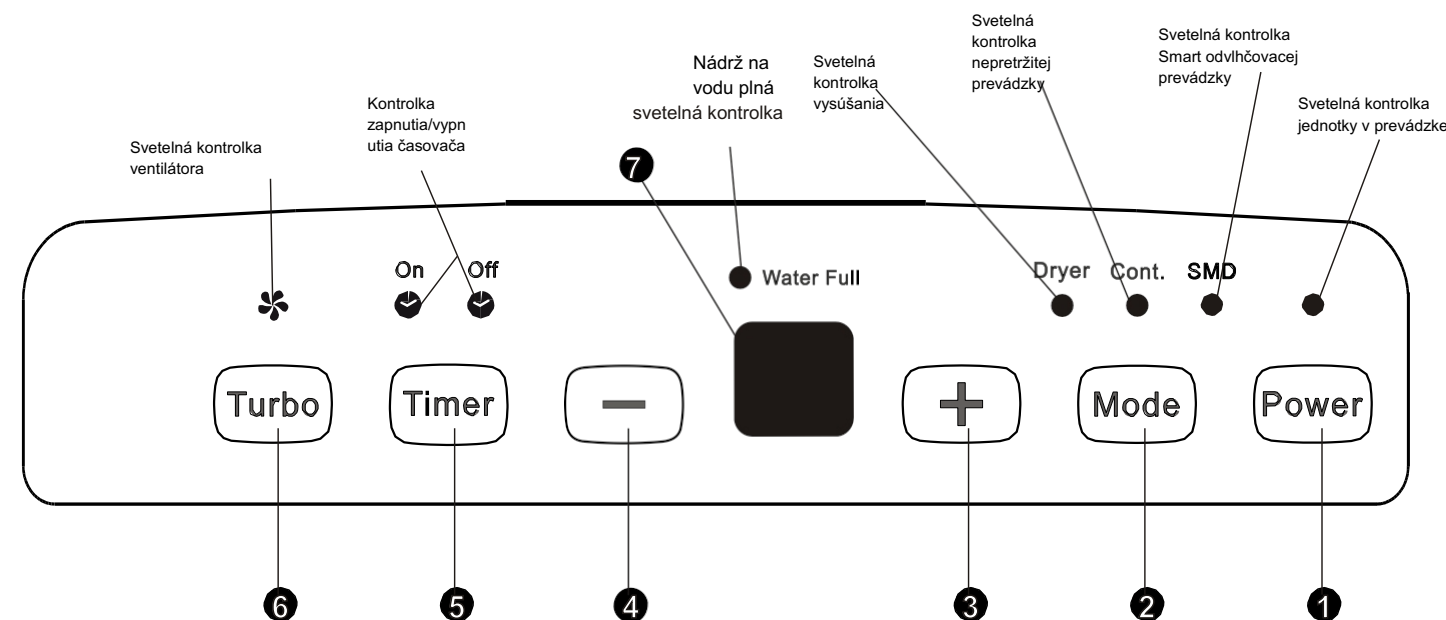 Svetelná kontrolka
ventilátora
Kontrolka
zapnutia/vypn
utia časovača
Nádrž na
vodu plná
svetelná kontrolka
Svetelná
kontrolka
vysúšania
Svetelná
kontrolka
nepretržitej
prevádzky
Svetelná kontrolka
Smart odvlhčovacej
prevádzky
Svetelná kontrolka
jednotky v prevádzke
7
On Off
Water Full
Dryer Cont. SMD
Turbo Timer − + Mode Power
6 5 4 3 2 1